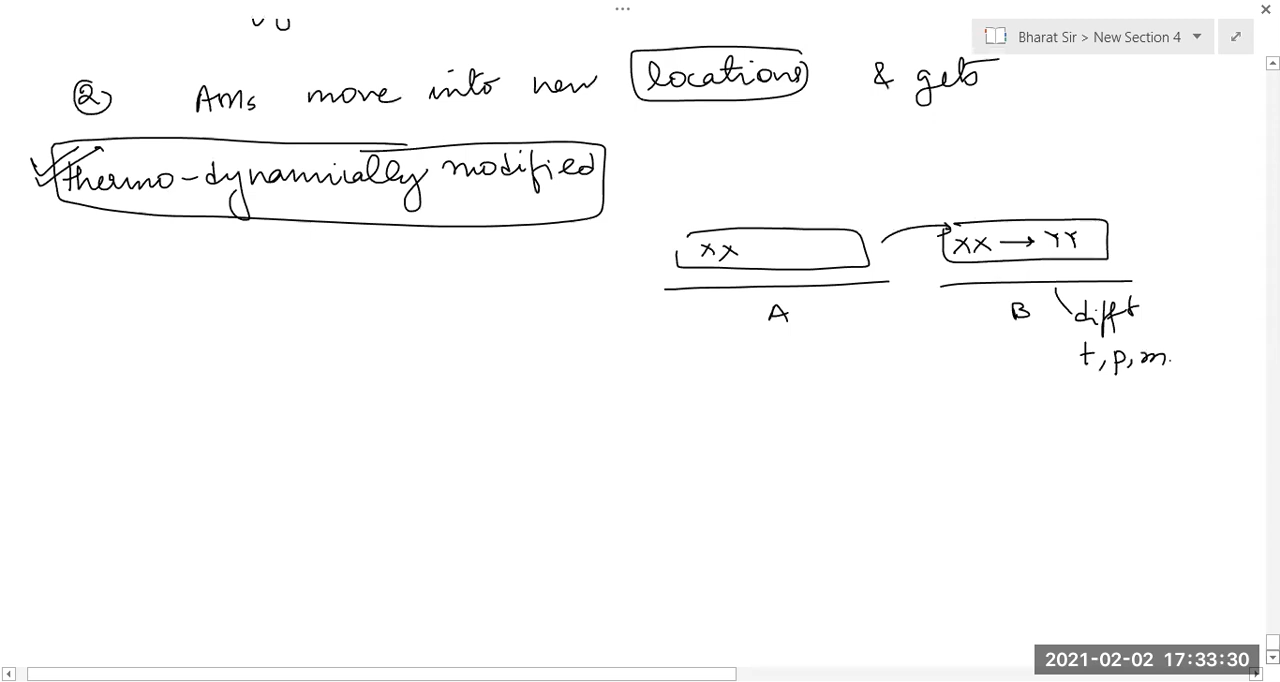 Bharat Sir > New Section 4
② AMs move into new locations & gets
thermo-dynamically modified
XX
XX → YY
A
B
difft
t, p, m.
2021-02-02 17:33:30